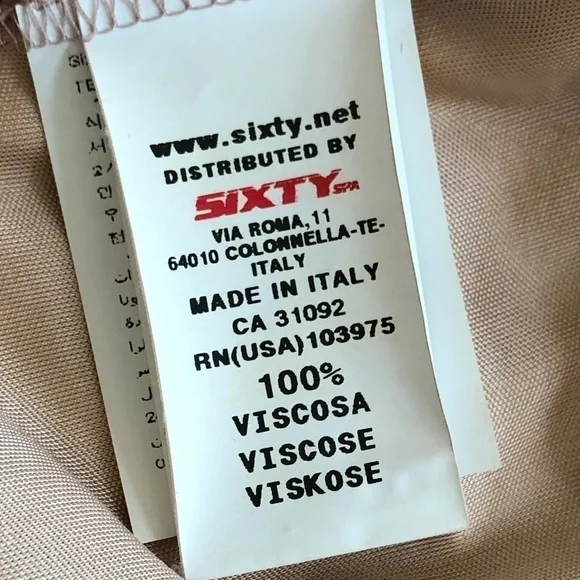 www.sixty.net
DISTRIBUTED BY
SIXTY SPA
VIA ROMA,11
64010 COLONNELLA-TE-
ITALY
MADE IN ITALY
CA 31092
RN(USA)103975
100%
VISCOSA
VISCOSE
VISKOSE